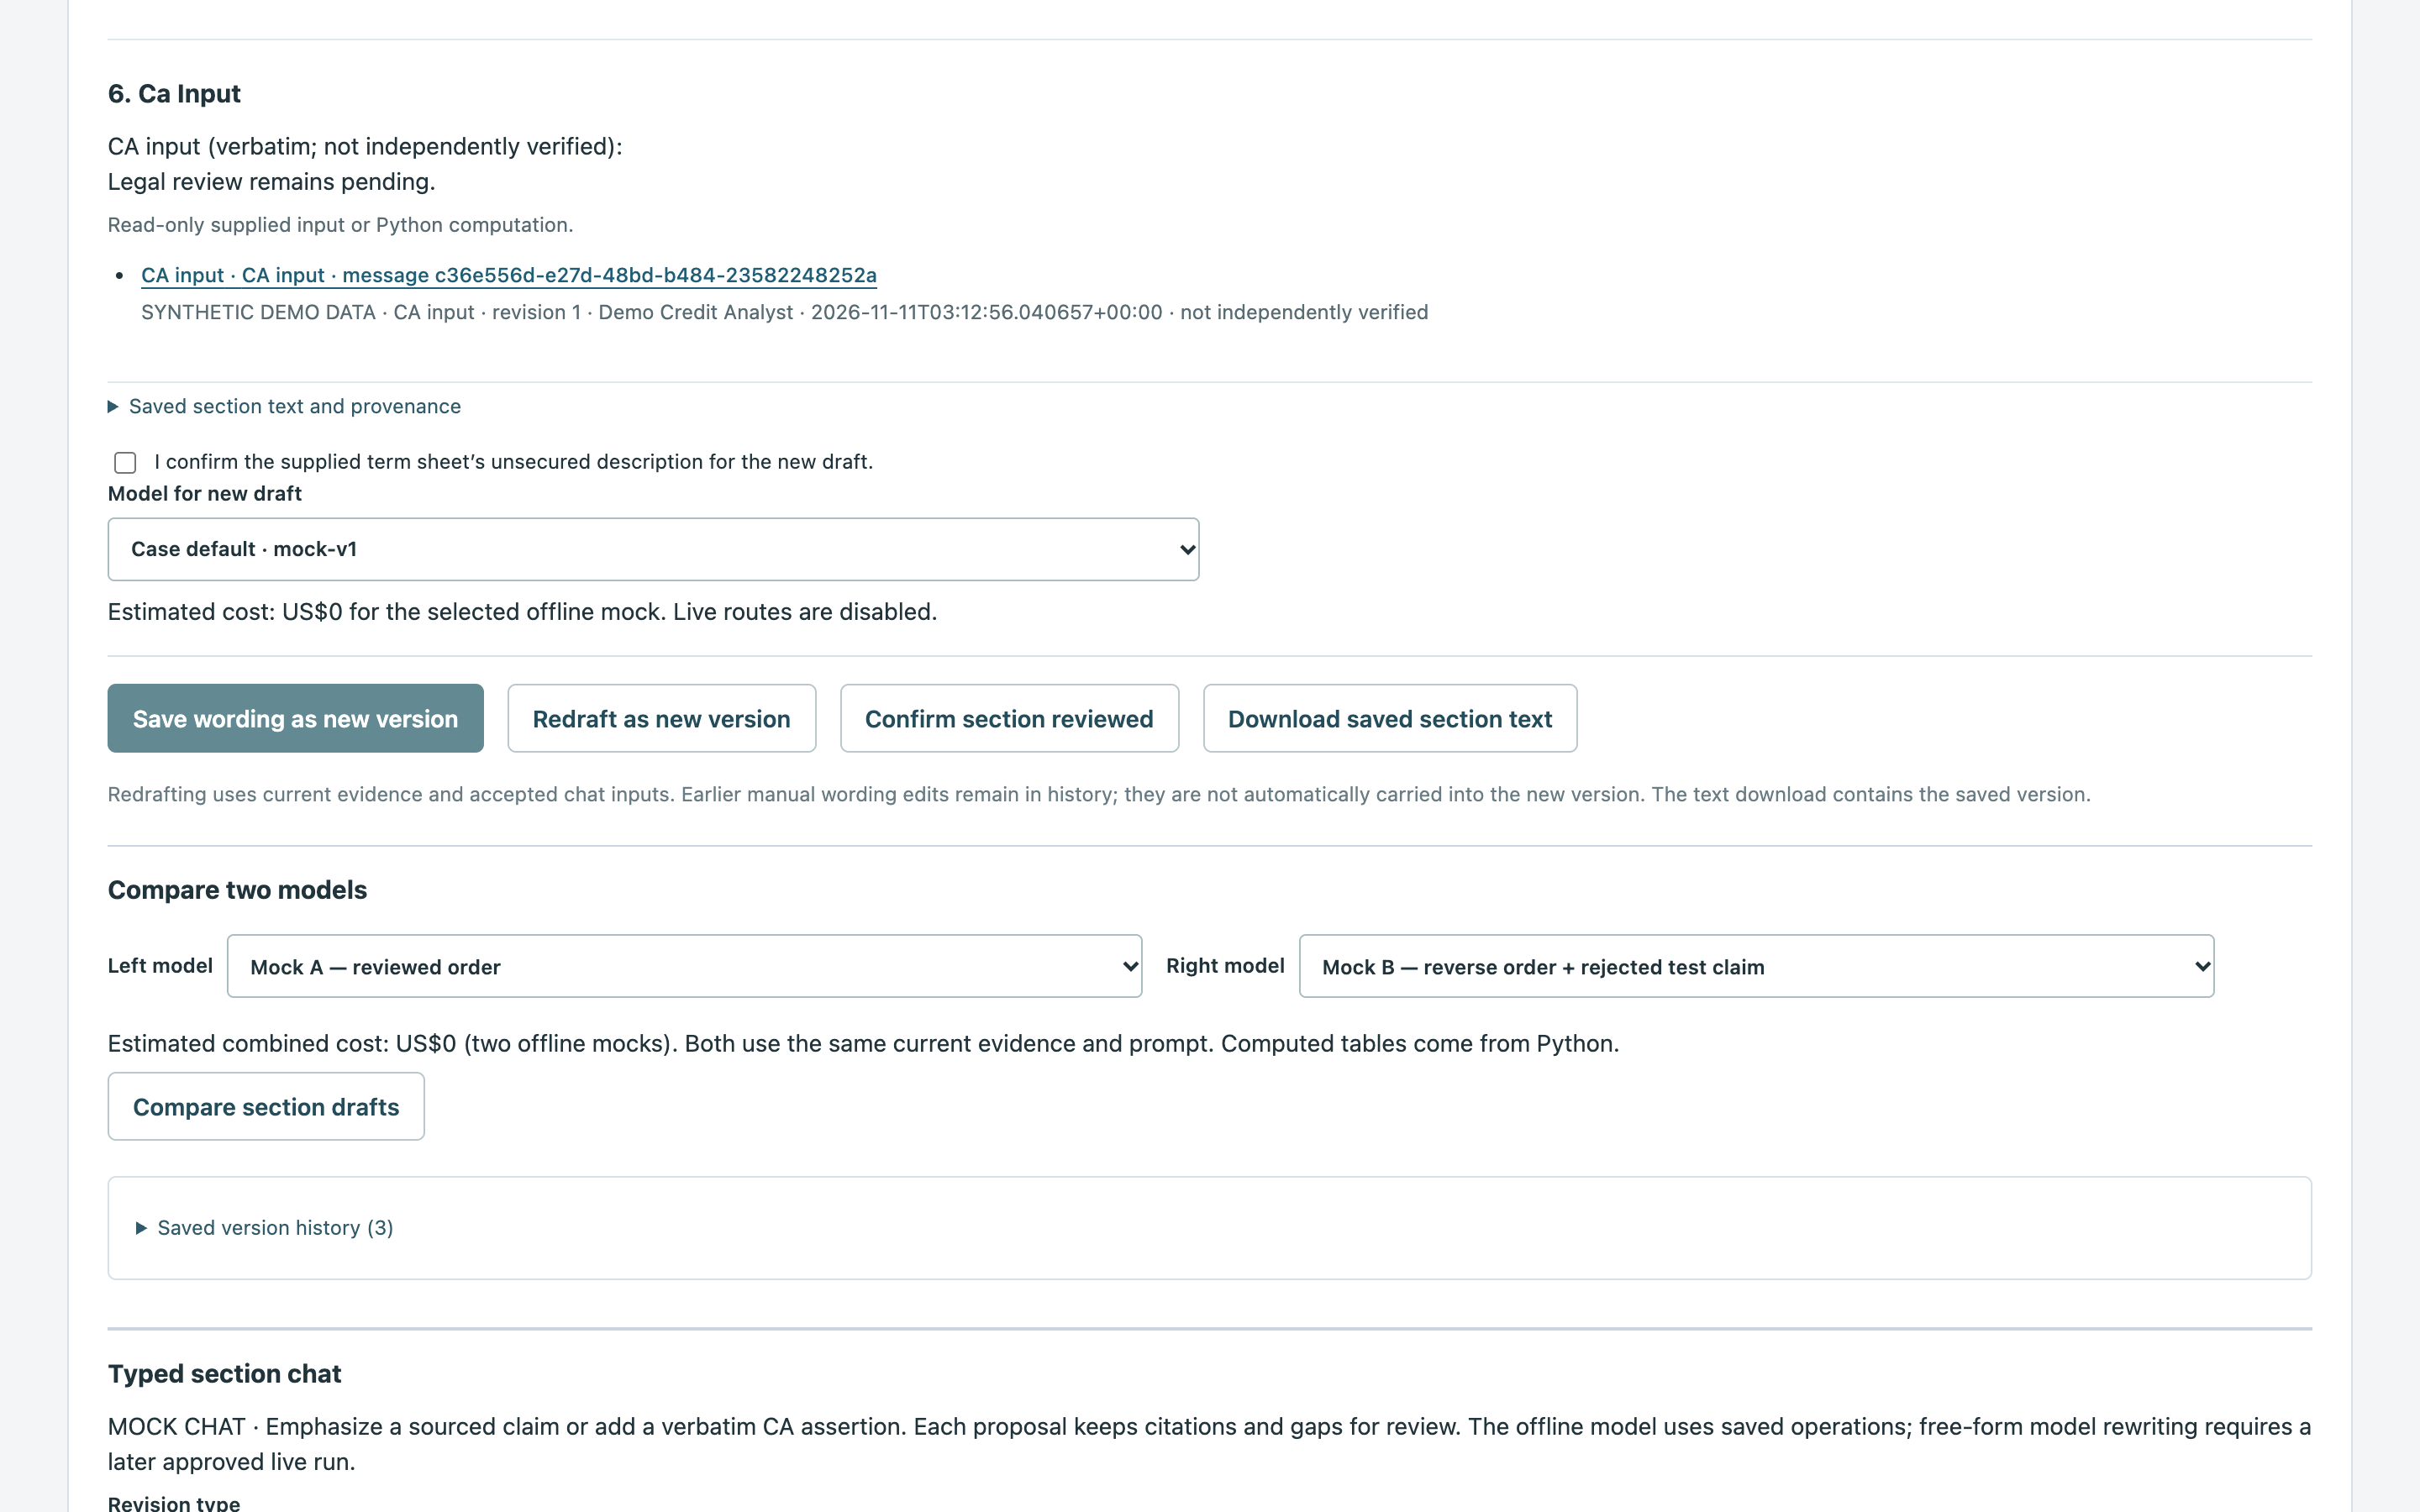 6. Ca Input
CA input (verbatim; not independently verified):
Legal review remains pending.
Read-only supplied input or Python computation.
• CA input · CA input · message c36e556d-e27d-48bd-b484-23582248252a
SYNTHETIC DEMO DATA · CA input · revision 1 · Demo Credit Analyst · 2026-11-11T03:12:56.040657+00:00 · not independently verified
Saved section text and provenance
I confirm the supplied term sheet’s unsecured description for the new draft.
Model for new draft
Case default · mock-v1
Estimated cost: US$0 for the selected offline mock. Live routes are disabled.
Save wording as new version Redraft as new version Confirm section reviewed Download saved section text
Redrafting uses current evidence and accepted chat inputs. Earlier manual wording edits remain in history; they are not automatically carried into the new version. The text download contains the saved version.
Compare two models
Left model Mock A — reviewed order Right model Mock B — reverse order + rejected test claim
Estimated combined cost: US$0 (two offline mocks). Both use the same current evidence and prompt. Computed tables come from Python.
Compare section drafts
Saved version history (3)
Typed section chat
MOCK CHAT · Emphasize a sourced claim or add a verbatim CA assertion. Each proposal keeps citations and gaps for review. The offline model uses saved operations; free-form model rewriting requires a
later approved live run.
Revision type